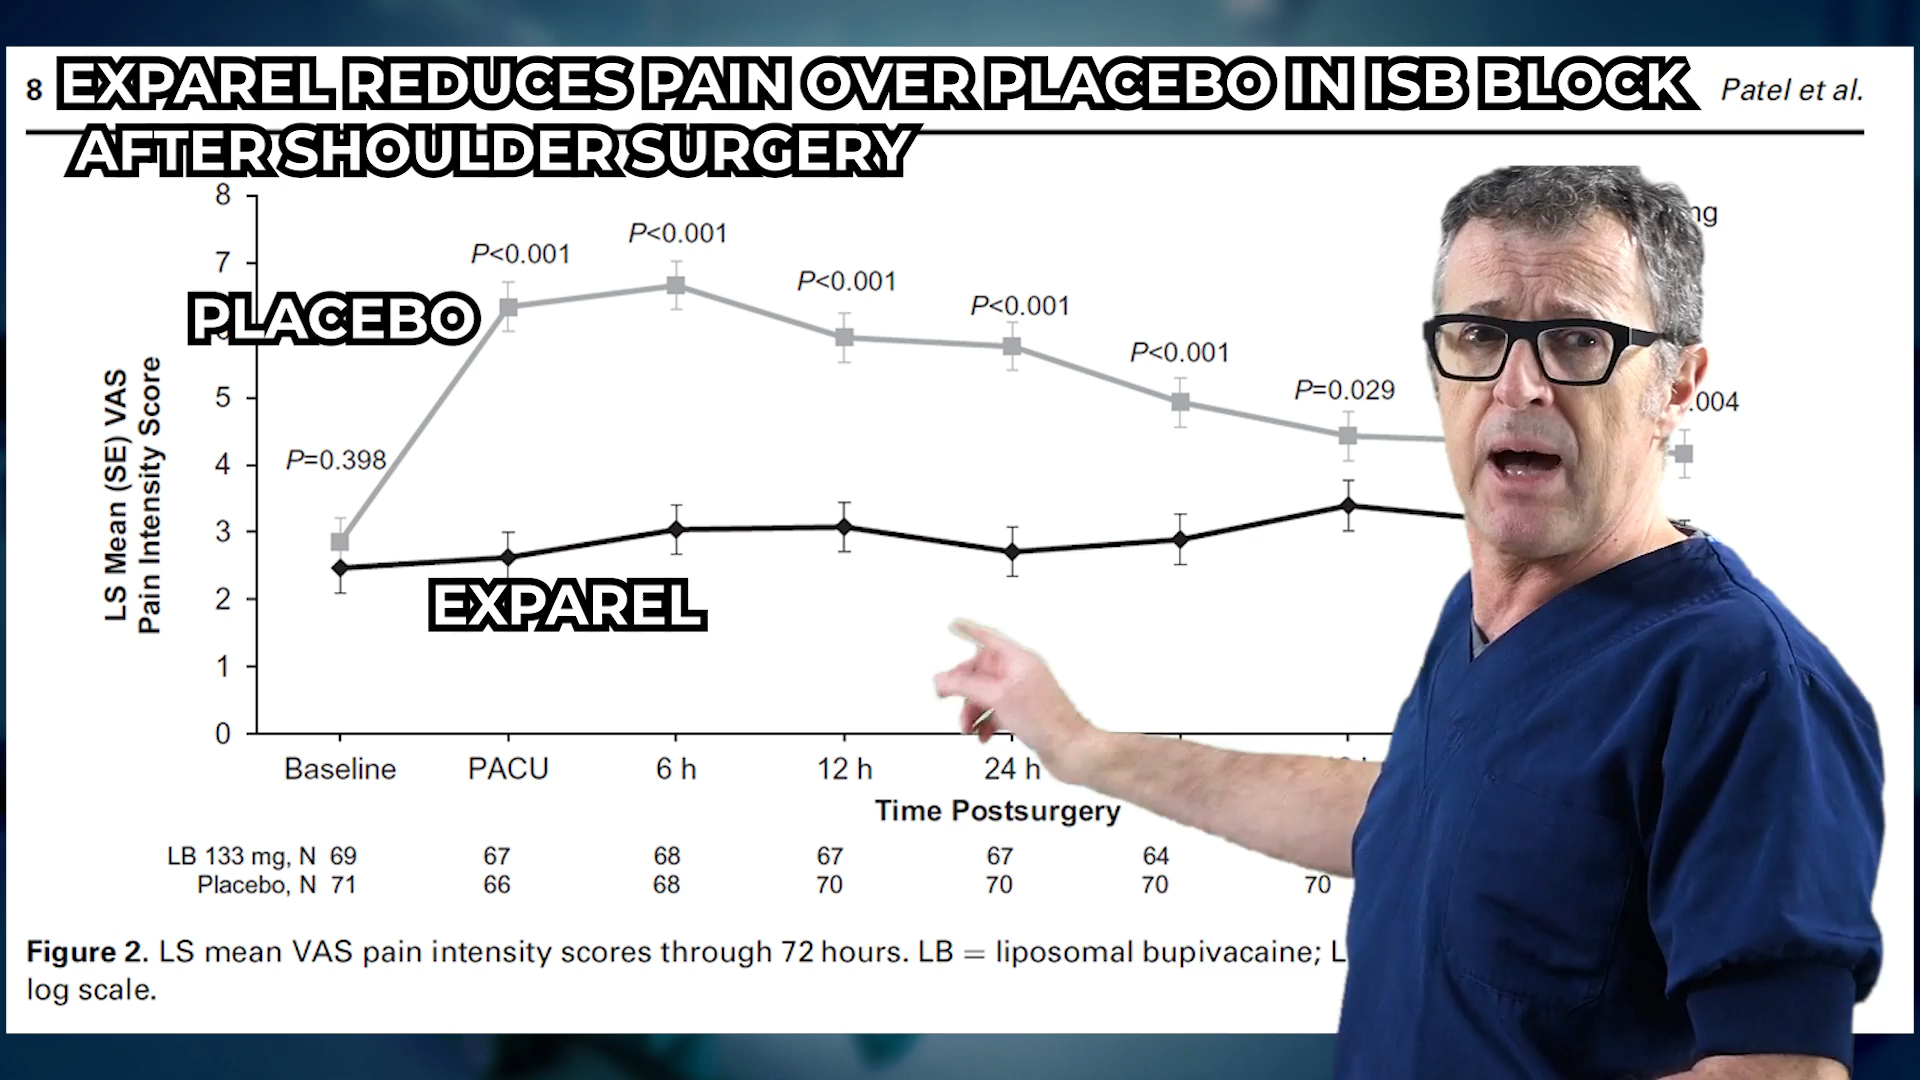 8 EXPAREL REDUCES PAIN OVER PLACEBO IN ISB BLOCK Patel et al.
AFTER SHOULDER SURGERY
8
7
5
4
3
2
1
0
LS Mean (SE) VAS
Pain Intensity Score
PLACEBO
EXPAREL
P=0.398
P<0.001
P<0.001
P<0.001
P<0.001
P<0.001
P=0.029
.004
mg
Baseline PACU 6 h 12 h 24 h
Time Postsurgery
LB 133 mg, N 69 67 68 67 67 64
Placebo, N 71 66 68 70 70 70 70
Figure 2. LS mean VAS pain intensity scores through 72 hours. LB = liposomal bupivacaine; L
log scale.